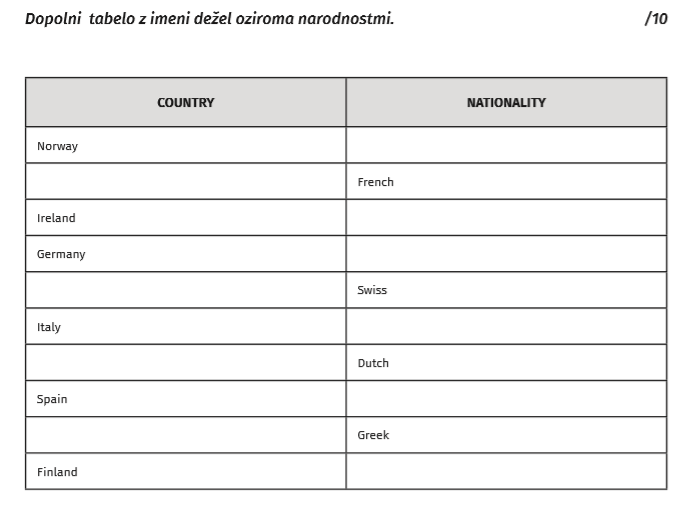 Dopolni tabelo z imeni dežel oziroma narodnostmi. /10
COUNTRY NATIONALITY
Norway
French
Ireland
Germany
Swiss
Italy
Dutch
Spain
Greek
Finland